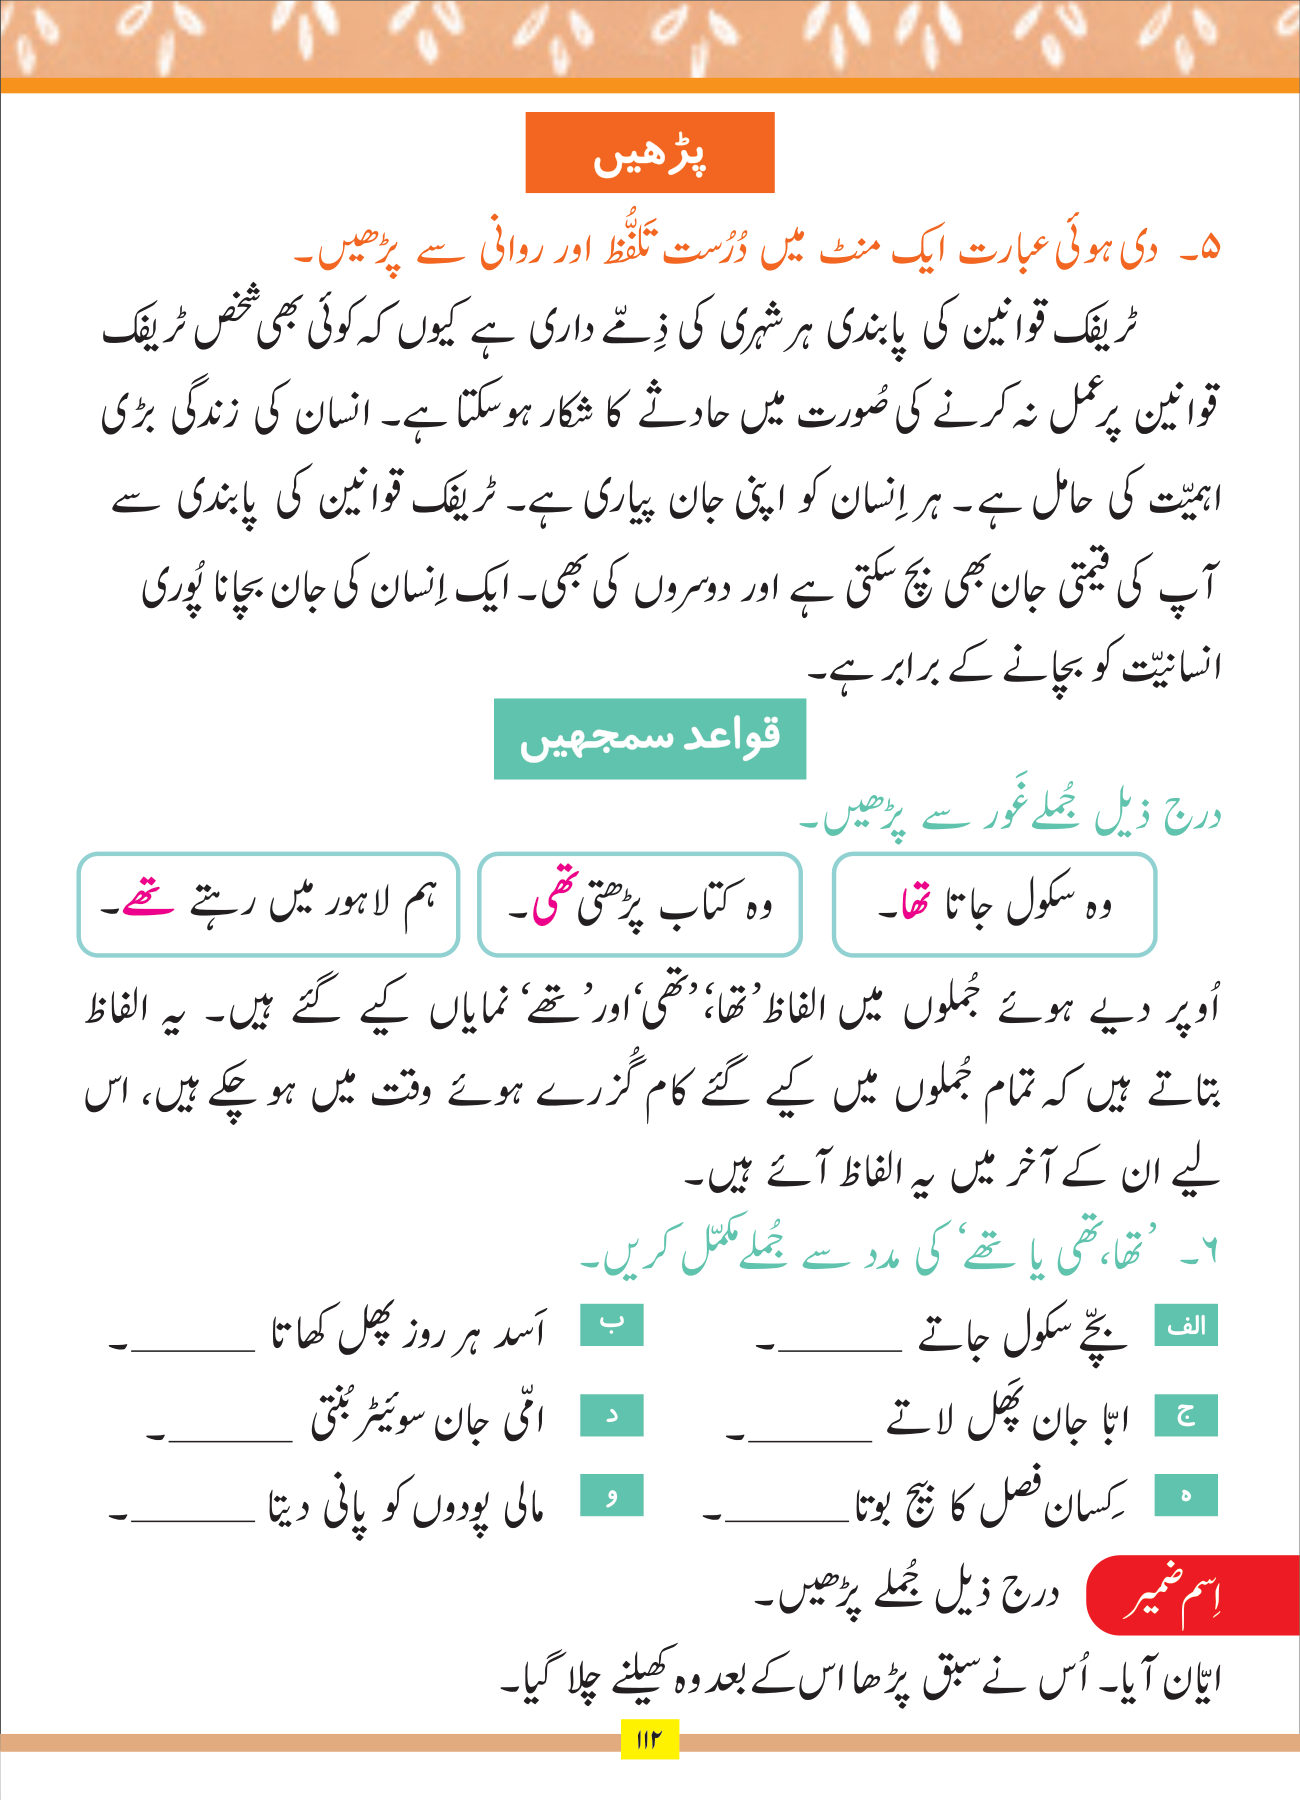 پڑھیں
۵۔ دی ہوئی عبارت ایک منٹ میں دُرُست تَلَفُّظ اور روانی سے پڑھیں۔
ٹریفک قوانین کی پابندی ہر شہری کی ذِمّے داری ہے کیوں کہ کوئی بھی شخص ٹریفک
قوانین پر عمل نہ کرنے کی صُورت میں حادثے کا شکار ہو سکتا ہے۔ انسان کی زندگی بڑی
اہمیّت کی حامل ہے۔ ہر اِنسان کو اپنی جان پیاری ہے۔ ٹریفک قوانین کی پابندی سے
آپ کی قیمتی جان بھی بچ سکتی ہے اور دوسروں کی بھی۔ ایک اِنسان کی جان بچانا پُوری
انسانیّت کو بچانے کے برابر ہے۔
قواعد سمجھیں
درج ذیل جُملے غَور سے پڑھیں۔
وہ سکول جاتا تھا۔
وہ کتاب پڑھتی تھی۔
ہم لاہور میں رہتے تھے۔
اُوپر دیے ہوئے جُملوں میں الفاظ ’تھا‘، ’تھی‘ اور ’تھے‘ نمایاں کیے گئے ہیں۔ یہ الفاظ
بتاتے ہیں کہ تمام جُملوں میں کیے گئے کام گُزرے ہوئے وقت میں ہو چکے ہیں، اس
لیے ان کے آخر میں یہ الفاظ آئے ہیں۔
۶۔ ’تھا، تھی یا تھے‘ کی مدد سے جُملے مکمّل کریں۔
الف بچّے سکول جاتے ______۔ ب اَسد ہر روز پھل کھاتا ______۔
ج ابّا جان پَھل لاتے ______۔ د امّی جان سوئیٹر بُنتی ______۔
ہ کِسان فصل کا بیج بوتا ______۔ و مالی پودوں کو پانی دیتا ______۔
اِسم ضمیر درج ذیل جُملے پڑھیں۔
ایّان آیا۔ اُس نے سبق پڑھا اس کے بعد وہ کھیلنے چلا گیا۔
۱۱۲